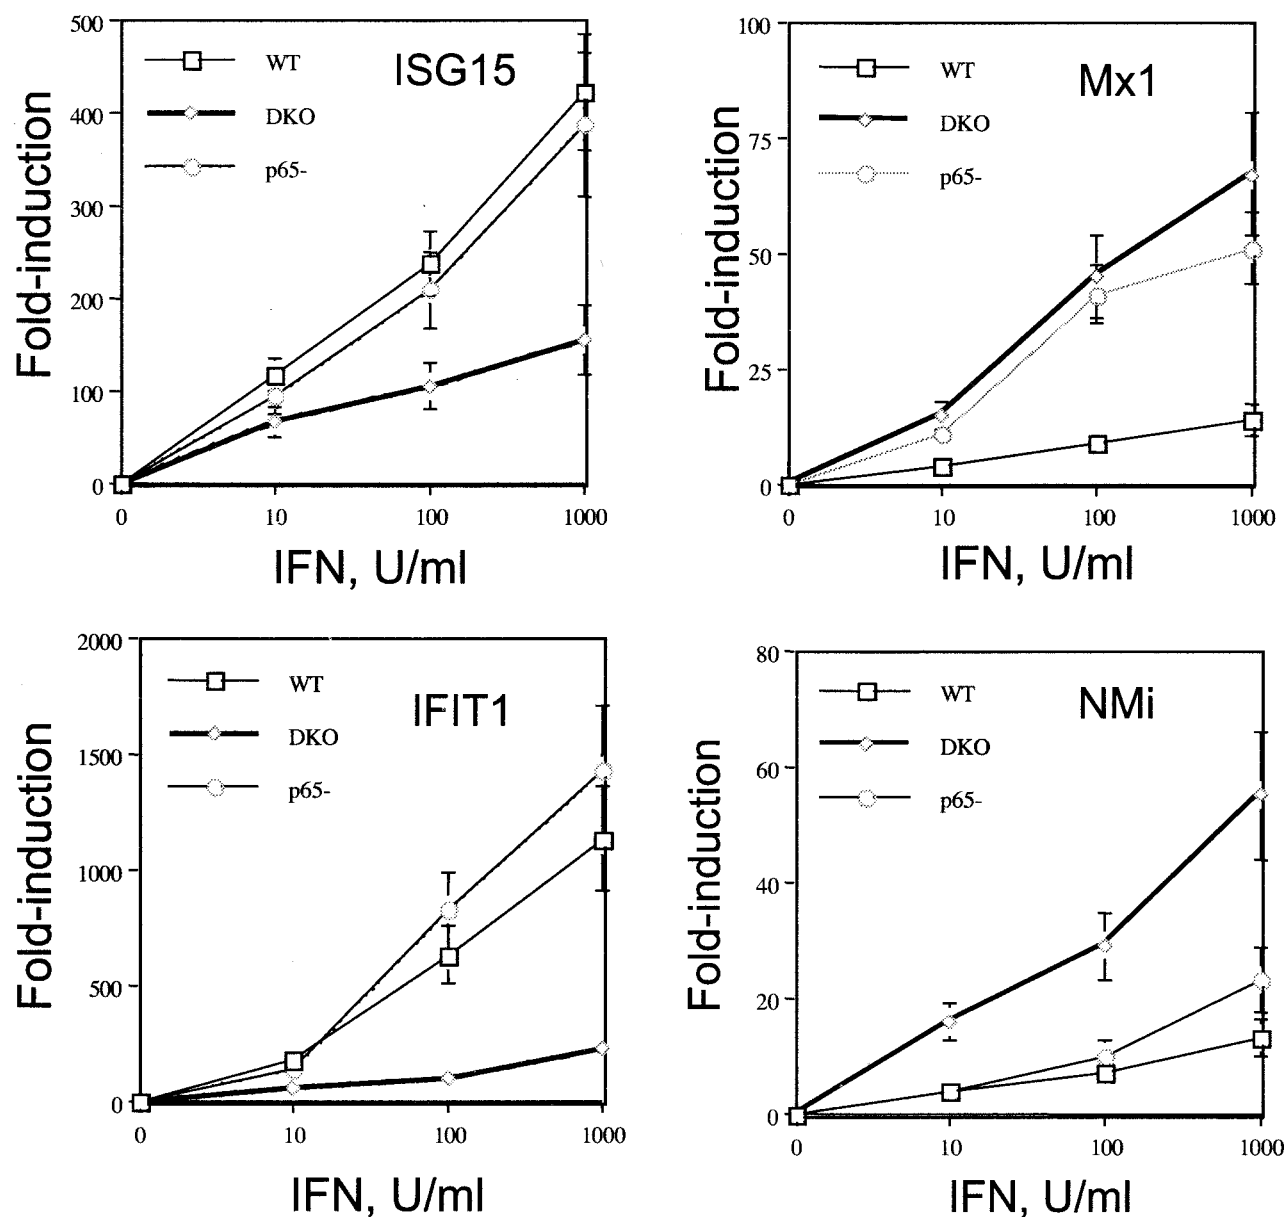 ISG15
Fold-induction
500
400
300
200
100
0
WT
DKO
p65-
0 10 100 1000
IFN, U/ml
Mx1
Fold-induction
100
75
50
25
0
WT
DKO
p65-
0 10 100 1000
IFN, U/ml
IFIT1
Fold-induction
2000
1500
1000
500
0
WT
DKO
p65-
0 10 100 1000
IFN, U/ml
NMi
Fold-induction
80
60
40
20
0
WT
DKO
p65-
0 10 100 1000
IFN, U/ml